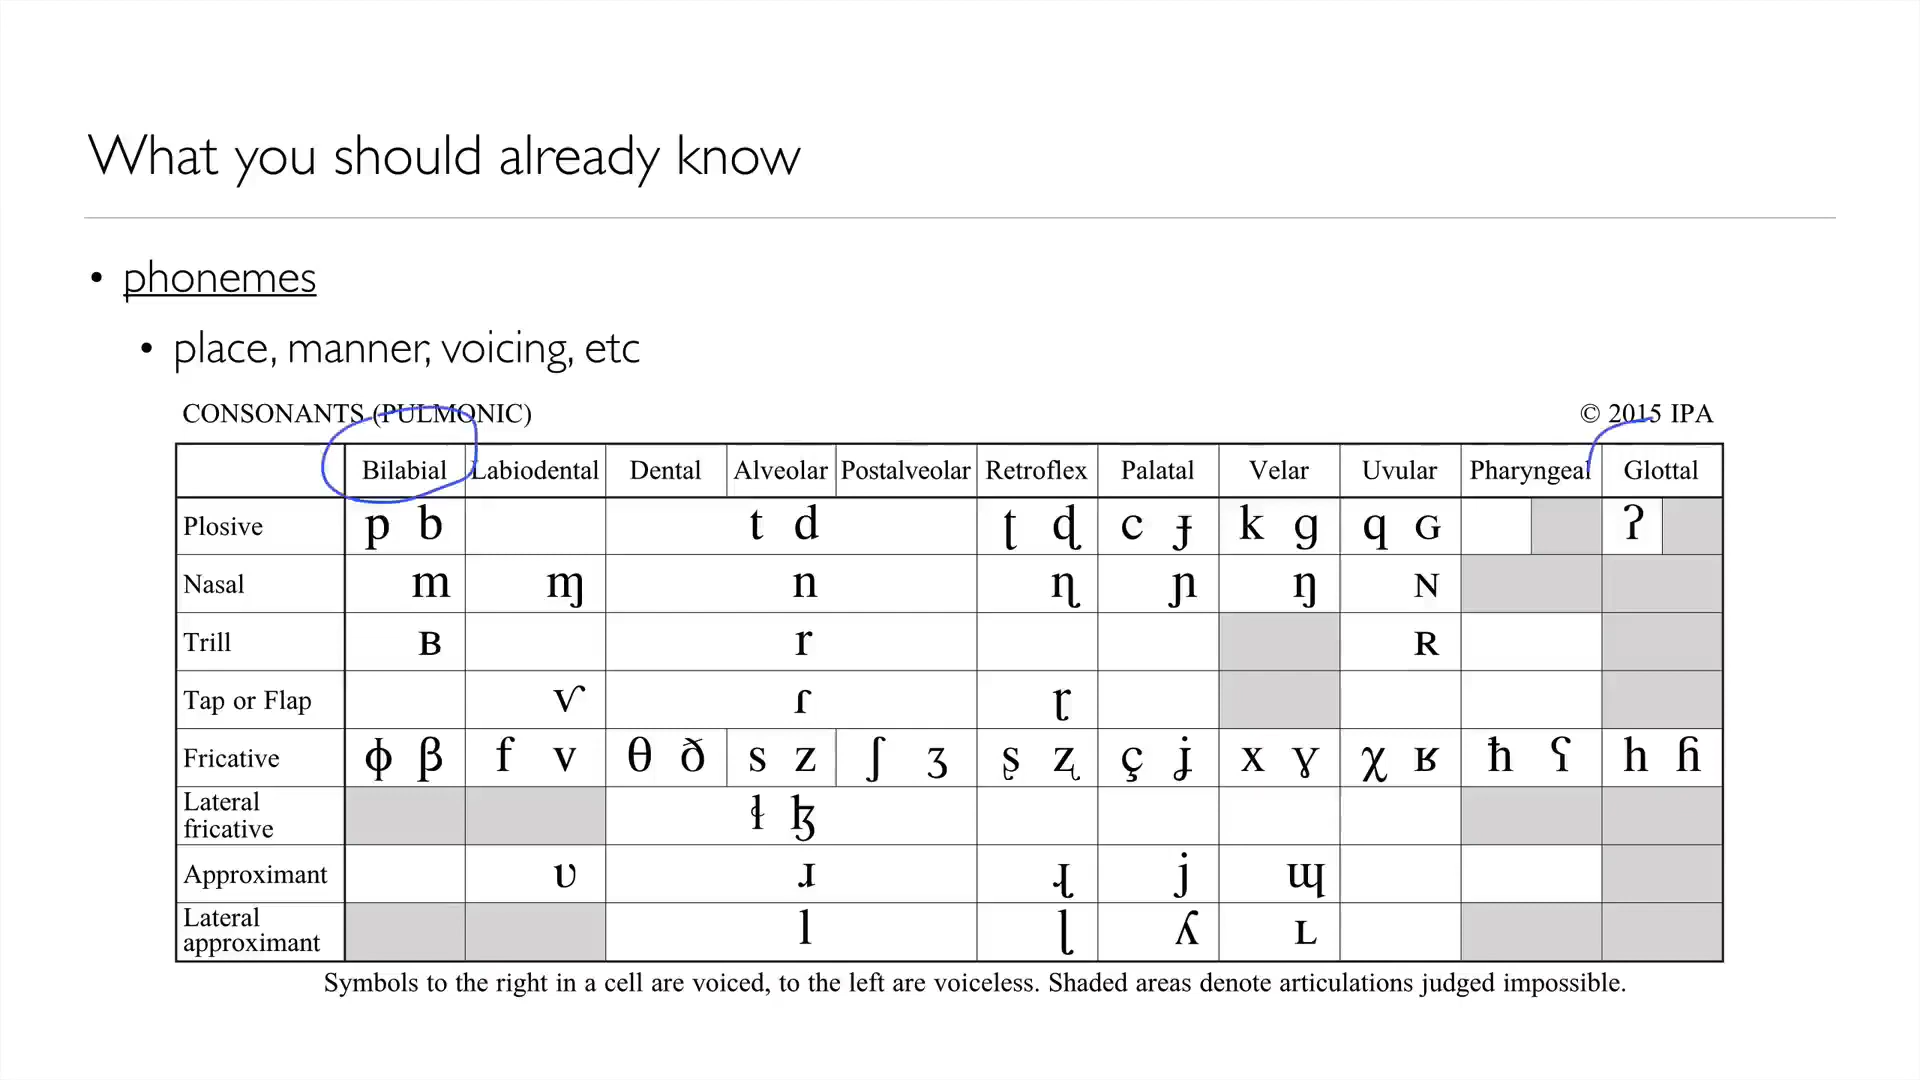 What you should already know
• phonemes
• place, manner, voicing, etc
CONSONANTS (PULMONIC) © 2015 IPA
Bilabial Labiodental Dental Alveolar Postalveolar Retroflex Palatal Velar Uvular Pharyngeal Glottal
Plosive p b t d ʈ ɖ c ɟ k ɡ q ɢ ʔ
Nasal m ɱ n ɳ ɲ ŋ ɴ
Trill ʙ r ʀ
Tap or Flap ⱱ ɾ ɽ
Fricative ɸ β f v θ ð s z ʃ ʒ ʂ ʐ ç ʝ x ɣ χ ʁ ħ ʕ h ɦ
Lateral
fricative ɬ ɮ
Approximant ʋ ɹ ɻ j ɰ
Lateral
approximant l ɭ ʎ ʟ
Symbols to the right in a cell are voiced, to the left are voiceless. Shaded areas denote articulations judged impossible.